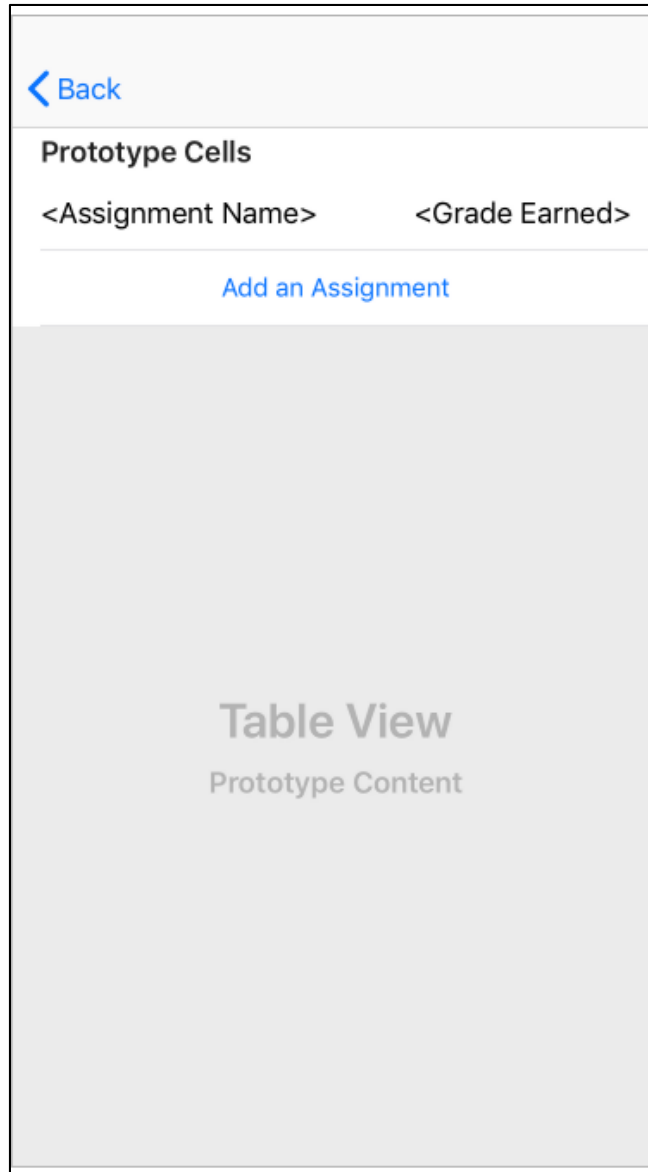 Back
Prototype Cells
<Assignment Name> <Grade Earned>
Add an Assignment
Table View
Prototype Content